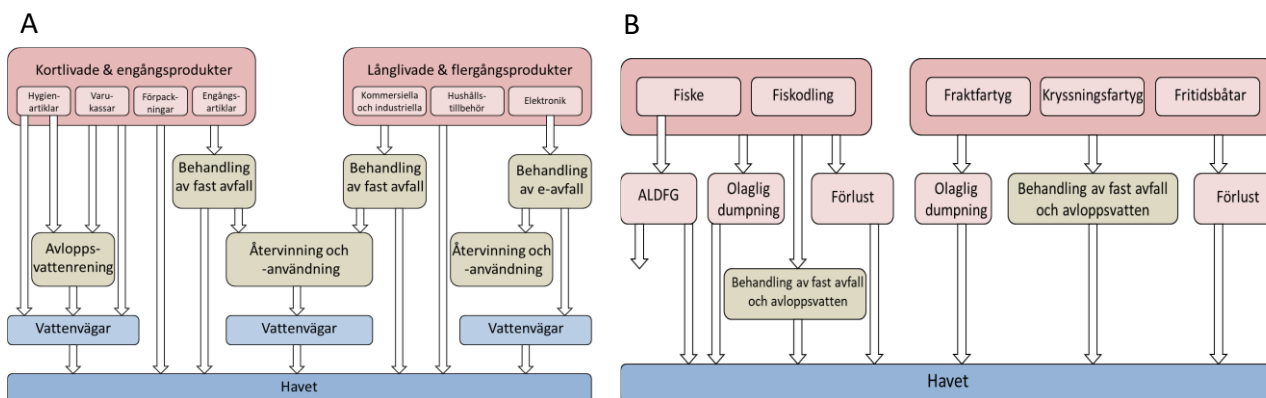 A
Kortlivade & engångsprodukter
Hygien-
artiklar
Varu-
kassar
Förpack-
ningar
Engångs-
artiklar
Långlivade & flergångsprodukter
Kommersiella
och industriella
Hushålls-
tillbehör
Elektronik
Behandling
av fast avfall
Behandling
av fast avfall
Behandling
av e-avfall
Avlopps-
vattenrening
Återvinning och
-användning
Återvinning och
-användning
Vattenvägar
Vattenvägar
Vattenvägar
Havet
B
Fiske
Fiskodling
Fraktfartyg
Kryssningsfartyg
Fritidsbåtar
ALDFG
Olaglig
dumpning
Förlust
Olaglig
dumpning
Behandling av fast avfall
och avloppsvatten
Förlust
Behandling av fast avfall
och avloppsvatten
Havet